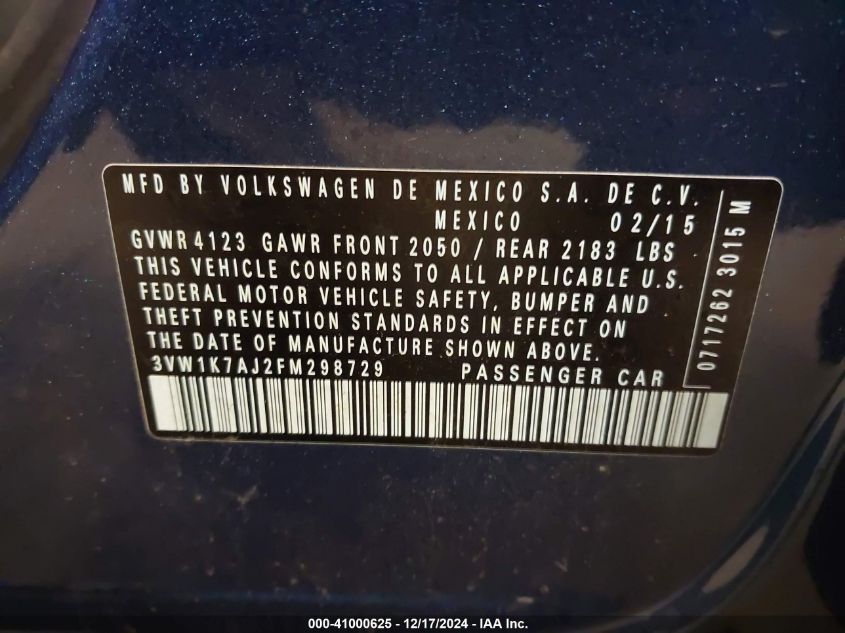 MFD BY VOLKSWAGEN DE MEXICO S.A. DE C.V.
MEXICO 02/15
GVWR 4123 GAWR FRONT 2050 / REAR 2183 LBS
THIS VEHICLE CONFORMS TO ALL APPLICABLE U.S.
FEDERAL MOTOR VEHICLE SAFETY, BUMPER AND
THEFT PREVENTION STANDARDS IN EFFECT ON
THE DATE OF MANUFACTURE SHOWN ABOVE.
3VW1K7AJ2FM298729 PASSENGER CAR
0717262 3015 M
000-41000625 - 12/17/2024 - IAA Inc.